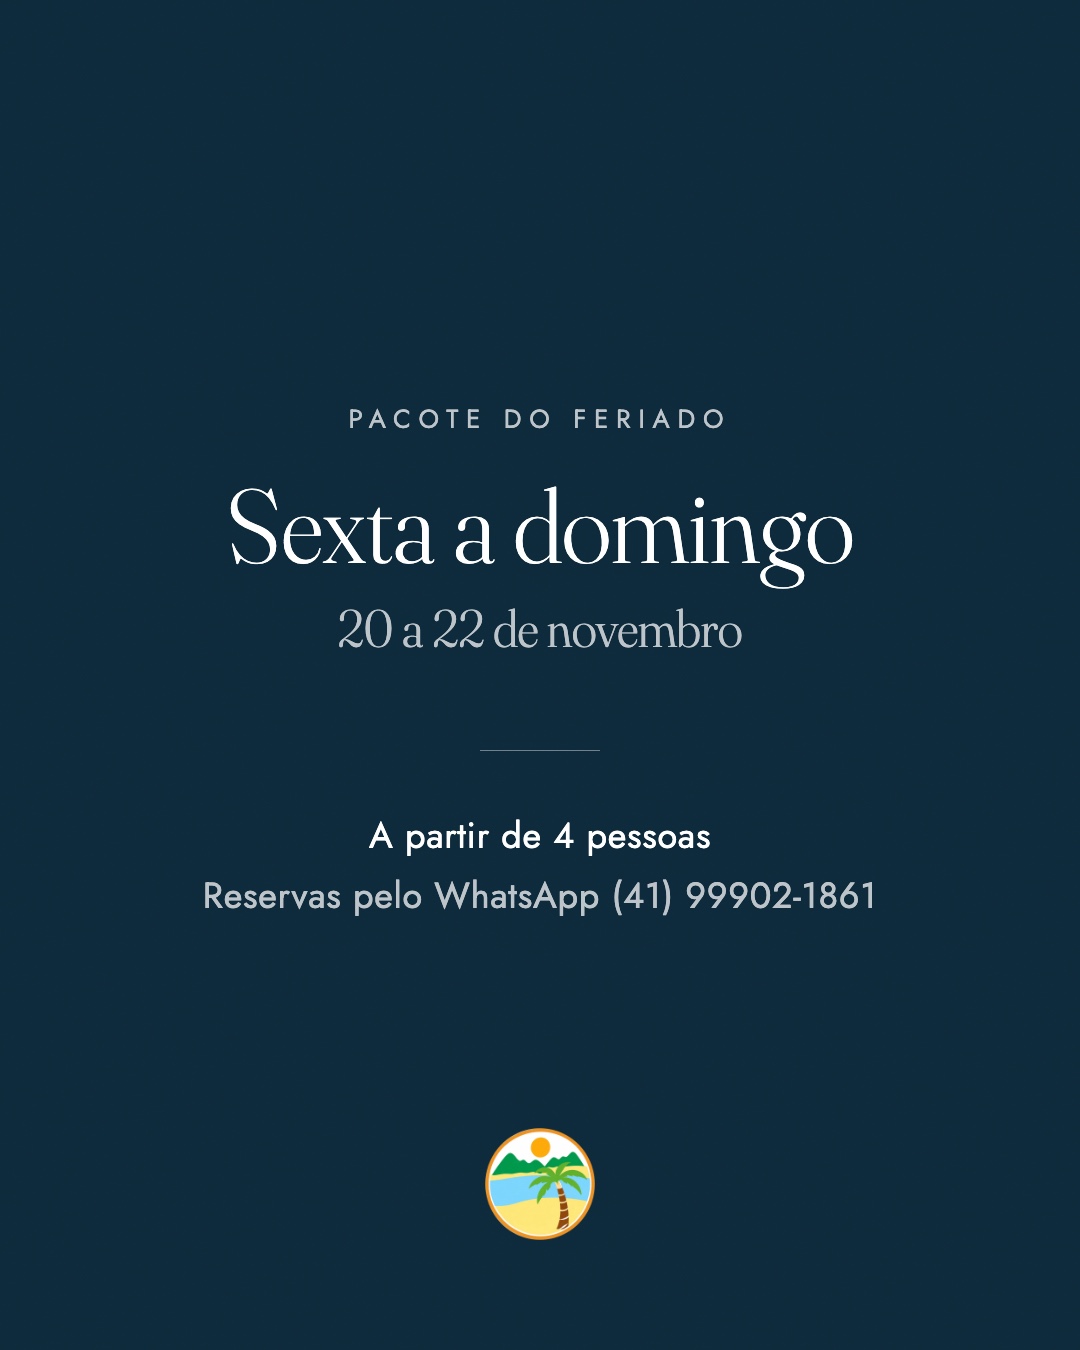 PACOTE DO FERIADO
Sexta a domingo
20 a 22 de novembro
A partir de 4 pessoas
Reservas pelo WhatsApp (41) 99902-1861